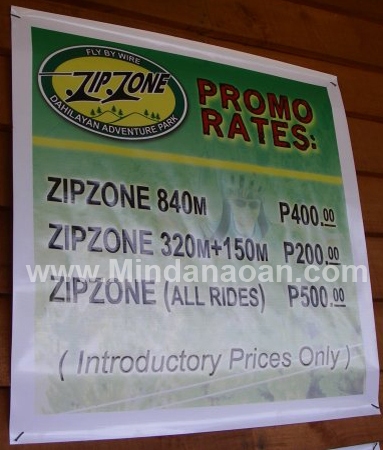 FLY BY WIRE
ZIPZONE
DAHILAYAN ADVENTURE PARK
PROMO
RATES:
ZIPZONE 840M P400.00
ZIPZONE 320M+150M P200.00
www.Mindanaoan.com
ZIPZONE (ALL RIDES) P500.00
( Introductory Prices Only )